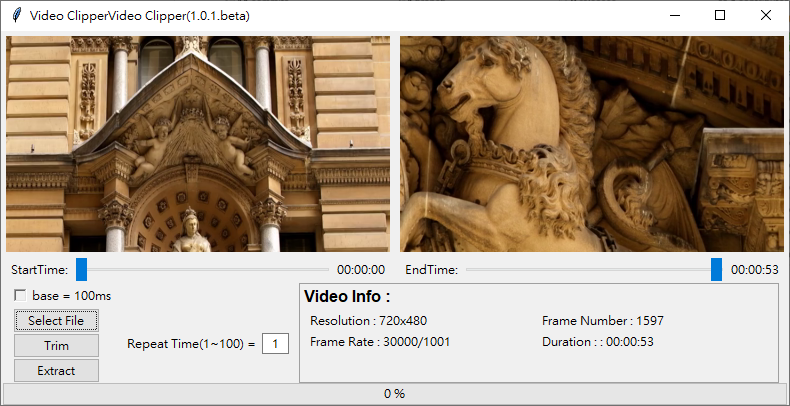 Video ClipperVideo Clipper(1.0.1.beta)
StartTime: 00:00:00 EndTime: 00:00:53
base = 100ms
Video Info :
Select File
Resolution : 720x480 Frame Number : 1597
Trim
Repeat Time(1~100) = 1
Frame Rate : 30000/1001 Duration : : 00:00:53
Extract
0 %